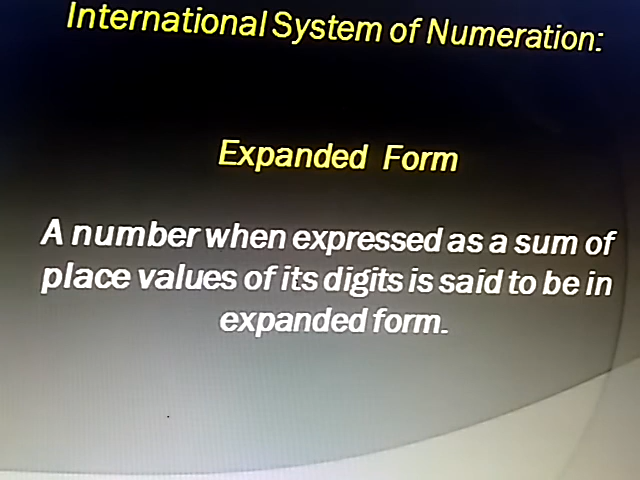 International System of Numeration:
Expanded Form
A number when expressed as a sum of
place values of its digits is said to be in
expanded form.